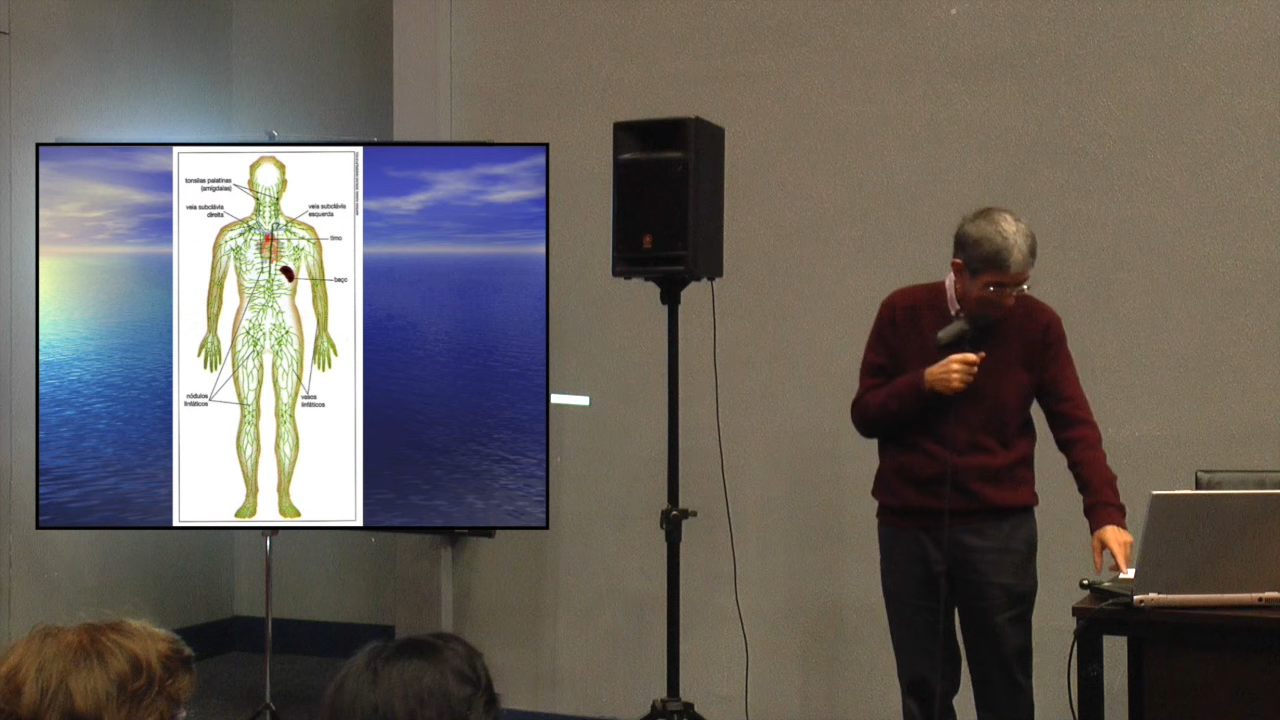 tonsilas palatinas
(amígdalas)
veia subclávia
direita
veia subclávia
esquerda
timo
baço
nódulos
linfáticos
vasos
linfáticos